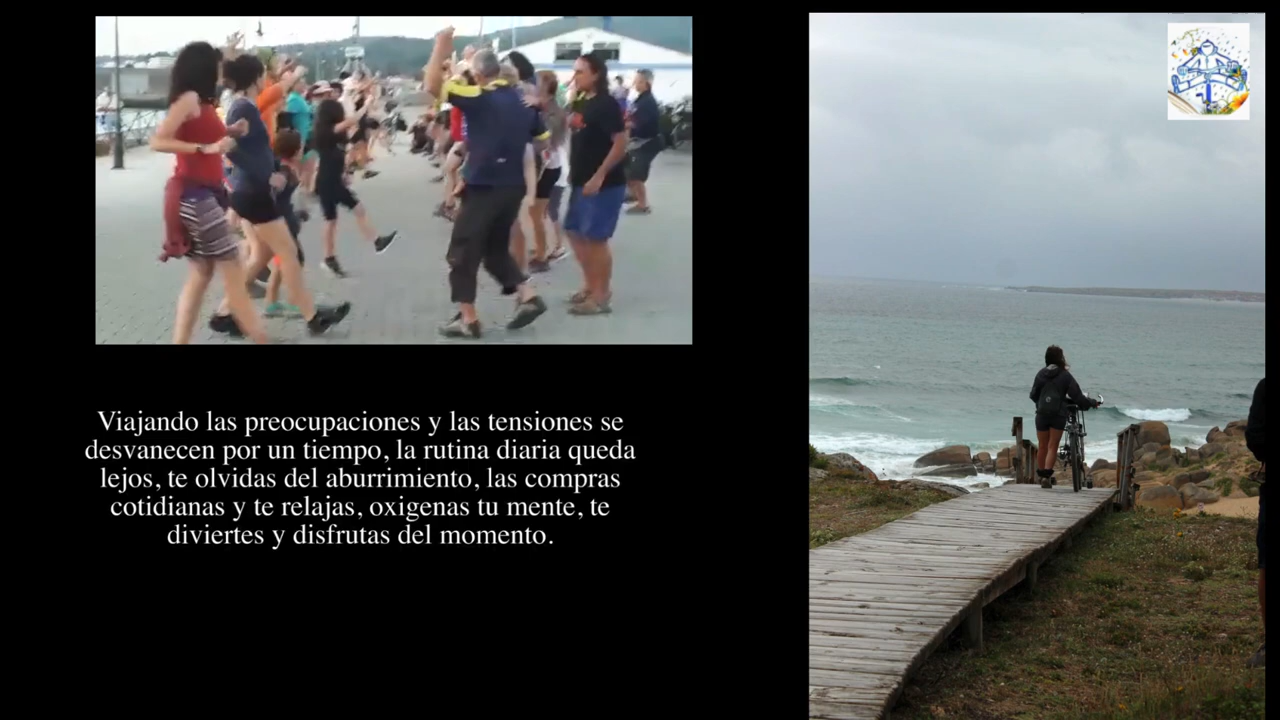 Viajando las preocupaciones y las tensiones se
desvanecen por un tiempo, la rutina diaria queda
lejos, te olvidas del aburrimiento, las compras
cotidianas y te relajas, oxigenas tu mente, te
diviertes y disfrutas del momento.